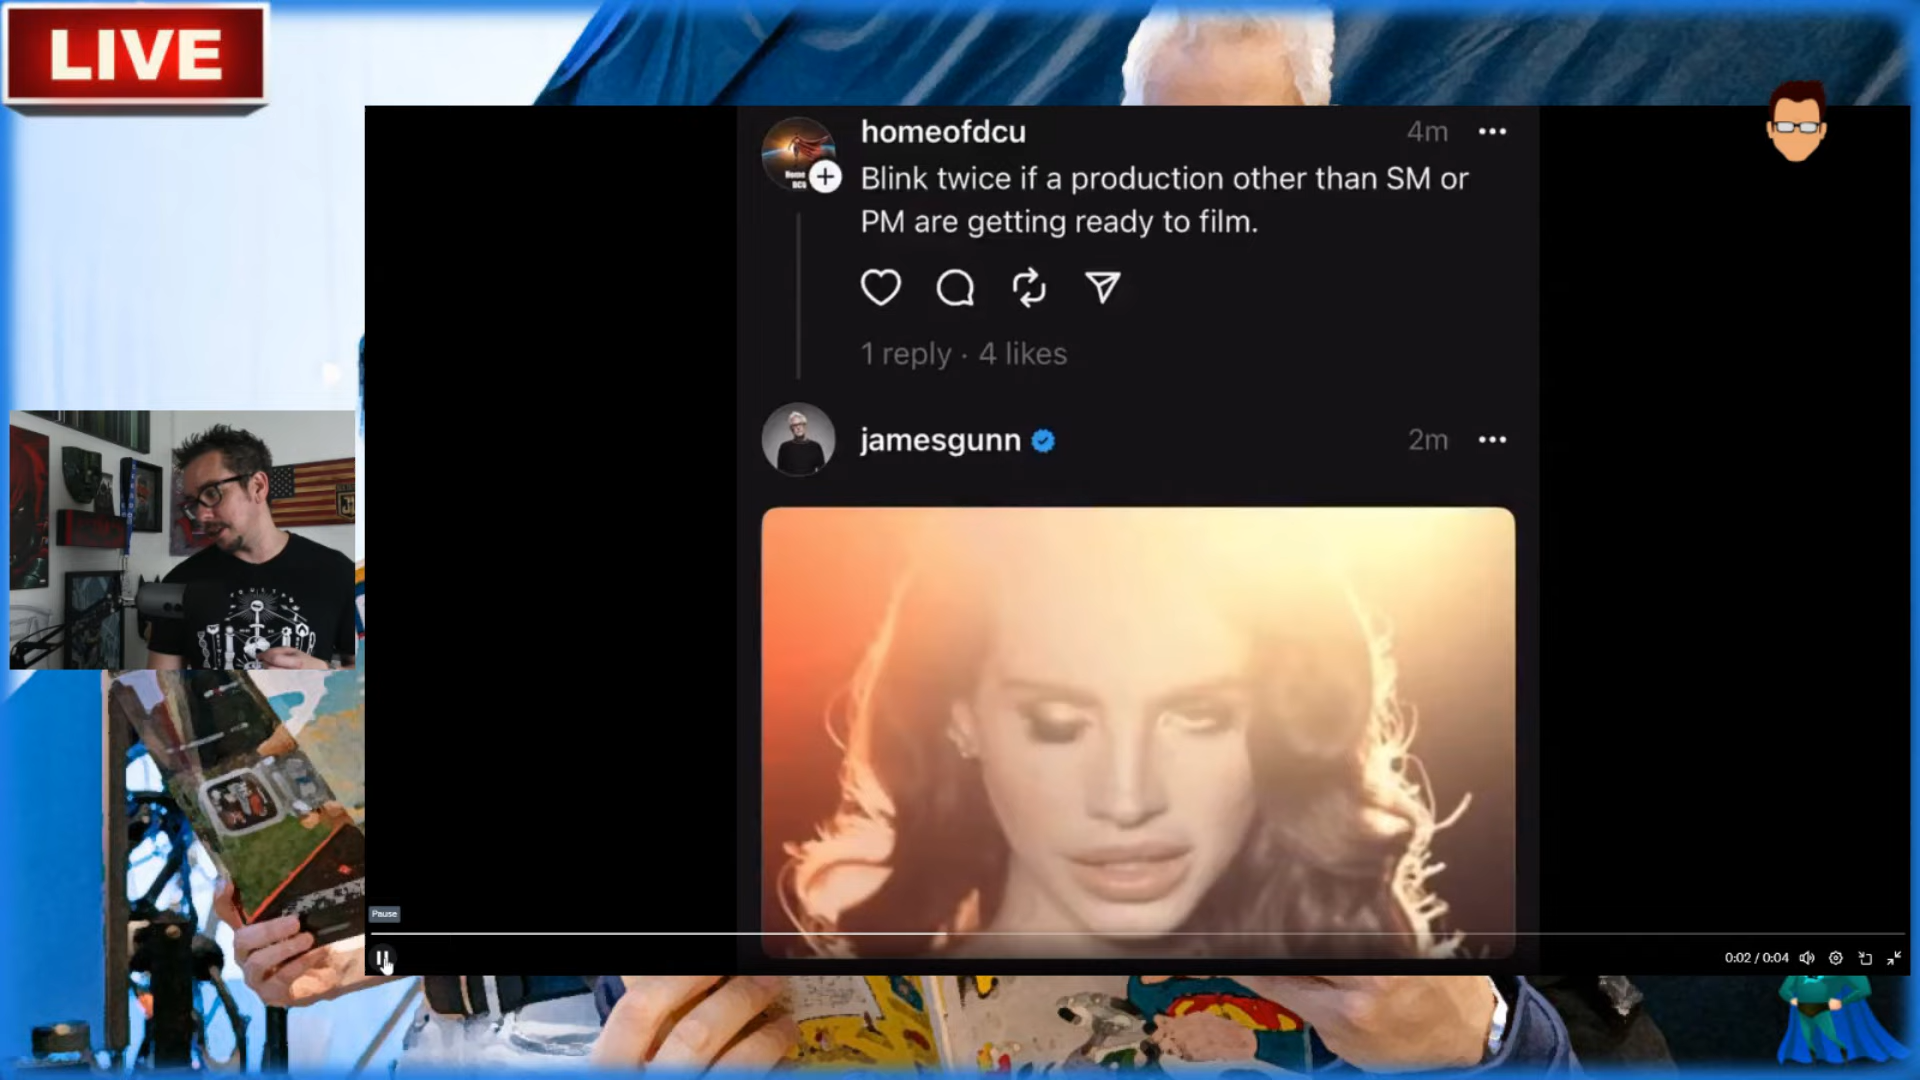 LIVE
homeofdcu
4m
Blink twice if a production other than SM or
PM are getting ready to film.
1 reply · 4 likes
jamesgunn
2m
Pause
0:02 / 0:04